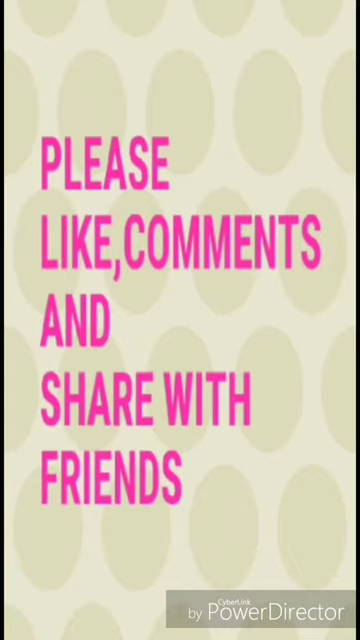 PLEASE
LIKE,COMMENTS
AND
SHARE WITH
FRIENDS
CyberLink
by PowerDirector